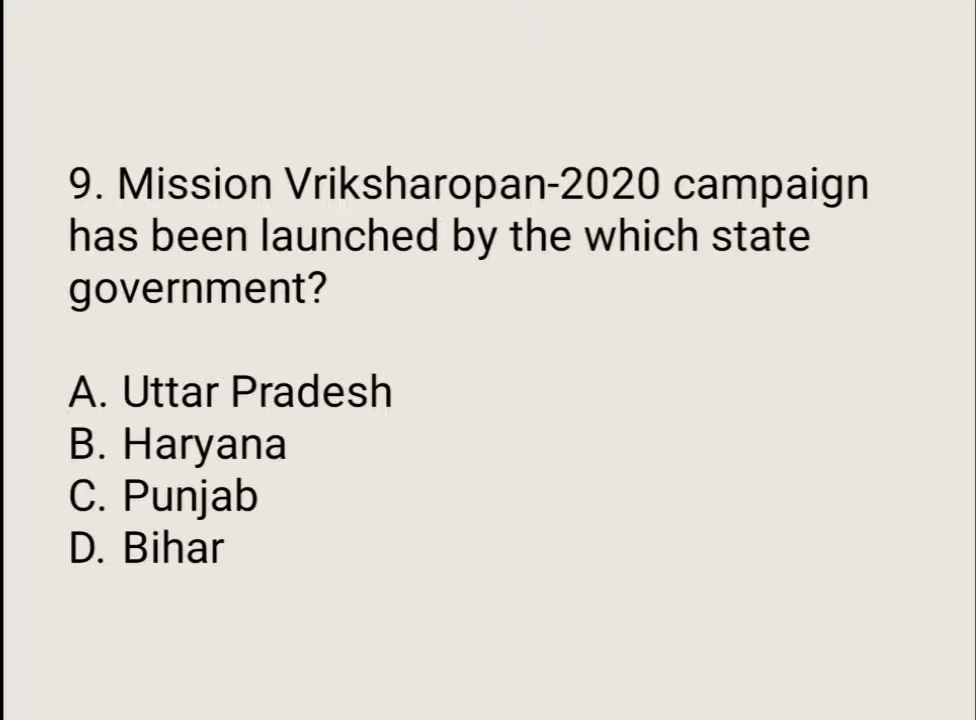 9. Mission Vriksharopan-2020 campaign
has been launched by the which state
government?
A. Uttar Pradesh
B. Haryana
C. Punjab
D. Bihar